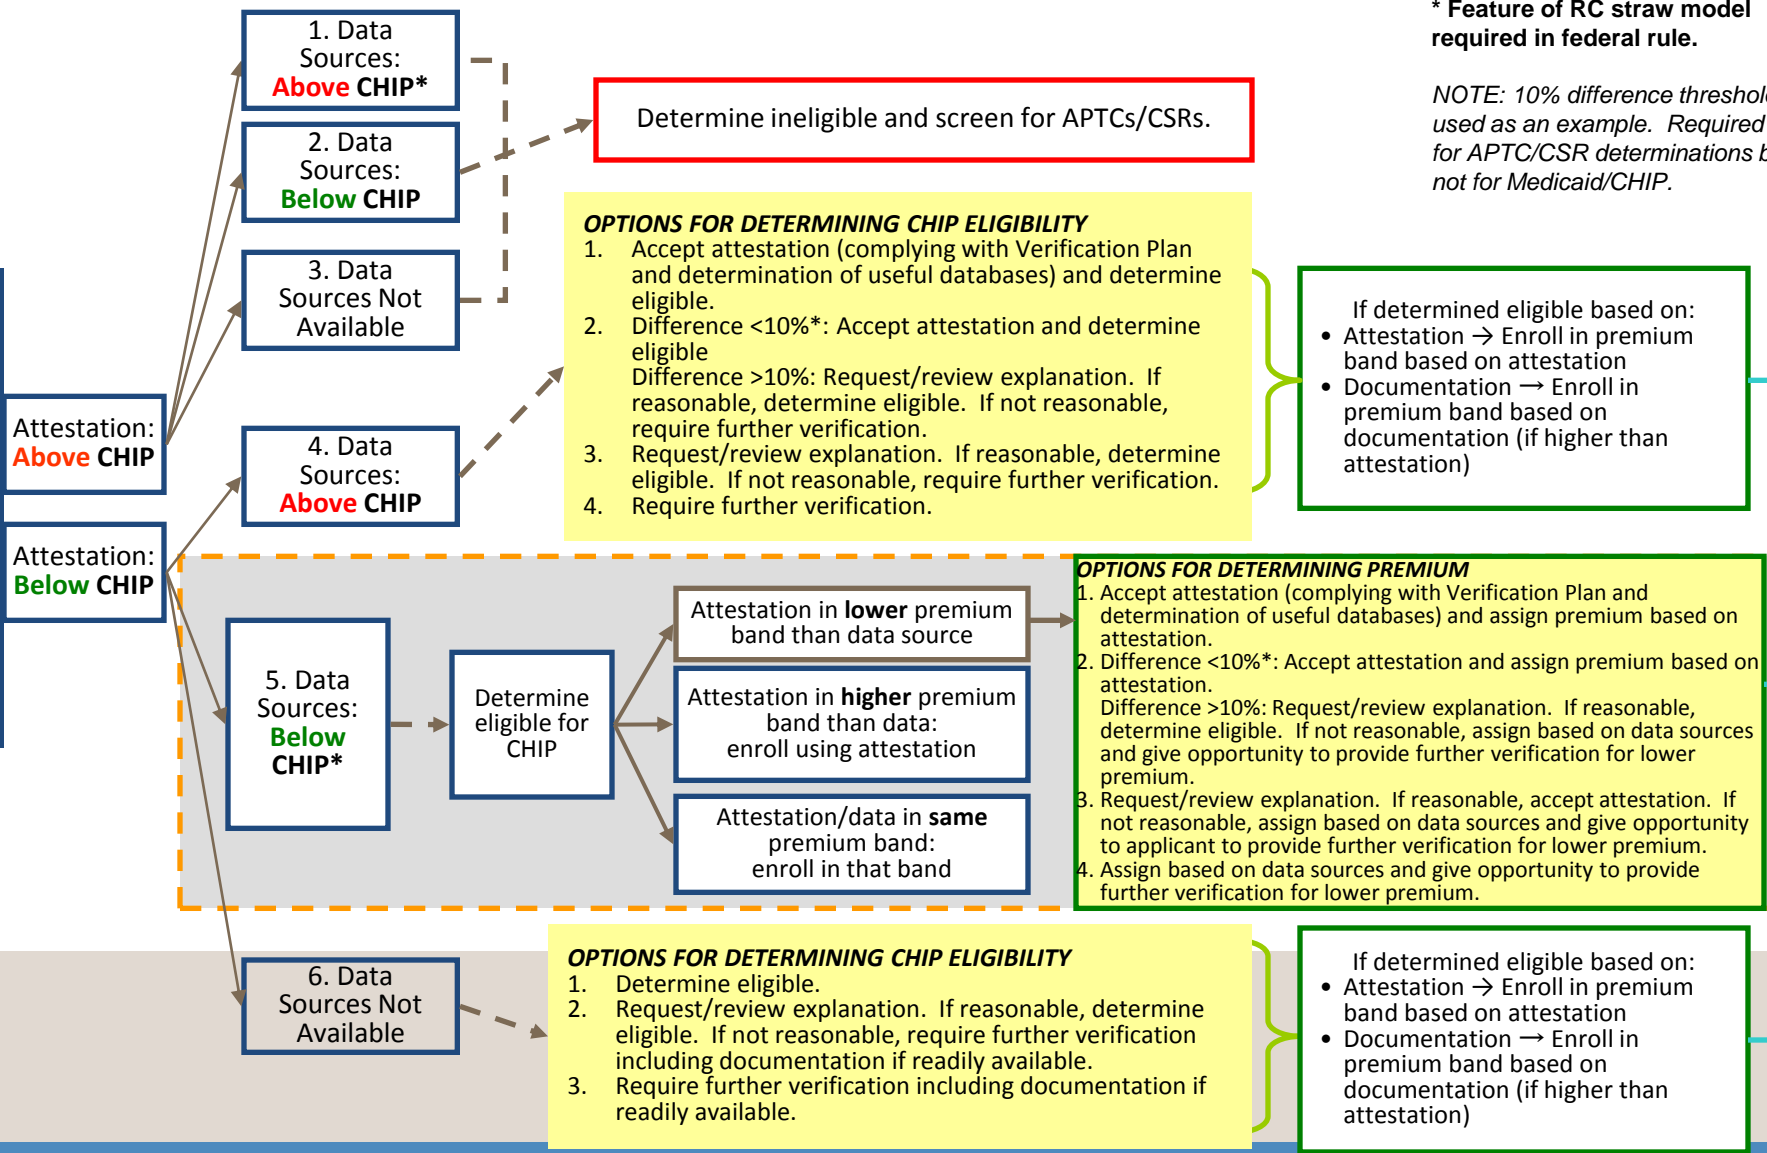 * Feature of RC straw model
required in federal rule.
NOTE: 10% difference threshold
used as an example. Required
for APTC/CSR determinations b
not for Medicaid/CHIP.
1. Data
Sources:
Above CHIP*
2. Data
Sources:
Below CHIP
3. Data
Sources Not
Available
Determine ineligible and screen for APTCs/CSRs.
Attestation:
Above CHIP
4. Data
Sources:
Above CHIP
OPTIONS FOR DETERMINING CHIP ELIGIBILITY
1. Accept attestation (complying with Verification Plan
and determination of useful databases) and determine
eligible.
2. Difference <10%*: Accept attestation and determine
eligible
Difference >10%: Request/review explanation. If
reasonable, determine eligible. If not reasonable,
require further verification.
3. Request/review explanation. If reasonable, determine
eligible. If not reasonable, require further verification.
4. Require further verification.
If determined eligible based on:
• Attestation → Enroll in premium
band based on attestation
• Documentation → Enroll in
premium band based on
documentation (if higher than
attestation)
Attestation:
Below CHIP
5. Data
Sources:
Below
CHIP*
Determine
eligible for
CHIP
Attestation in lower premium
band than data source
Attestation in higher premium
band than data:
enroll using attestation
Attestation/data in same
premium band:
enroll in that band
OPTIONS FOR DETERMINING PREMIUM
1. Accept attestation (complying with Verification Plan and
determination of useful databases) and assign premium based on
attestation.
2. Difference <10%*: Accept attestation and assign premium based on
attestation.
Difference >10%: Request/review explanation. If reasonable,
determine eligible. If not reasonable, assign based on data sources
and give opportunity to provide further verification for lower
premium.
3. Request/review explanation. If reasonable, accept attestation. If
not reasonable, assign based on data sources and give opportunity
to applicant to provide further verification for lower premium.
4. Assign based on data sources and give opportunity to provide
further verification for lower premium.
6. Data
Sources Not
Available
OPTIONS FOR DETERMINING CHIP ELIGIBILITY
1. Determine eligible.
2. Request/review explanation. If reasonable, determine
eligible. If not reasonable, require further verification
including documentation if readily available.
3. Require further verification including documentation if
readily available.
If determined eligible based on:
• Attestation → Enroll in premium
band based on attestation
• Documentation → Enroll in
premium band based on
documentation (if higher than
attestation)